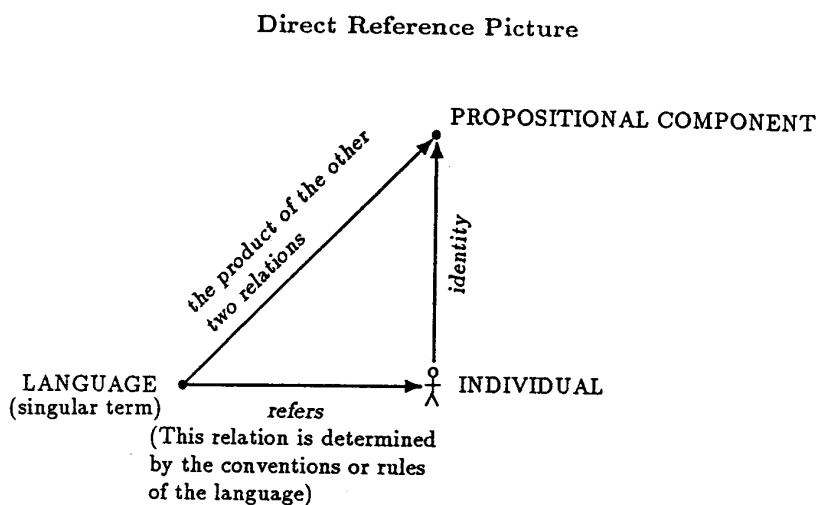 Direct Reference Picture
PROPOSITIONAL COMPONENT
the product of the other
two relations
identity
LANGUAGE
(singular term)
INDIVIDUAL
refers
(This relation is determined
by the conventions or rules
of the language)